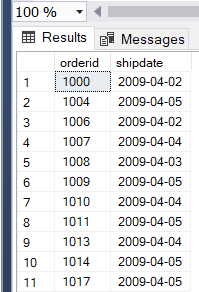 100 %
Results Messages
orderid shipdate
1 1000 2009-04-02
2 1004 2009-04-05
3 1006 2009-04-02
4 1007 2009-04-04
5 1008 2009-04-03
6 1009 2009-04-05
7 1010 2009-04-04
8 1011 2009-04-05
9 1013 2009-04-04
10 1014 2009-04-05
11 1017 2009-04-05